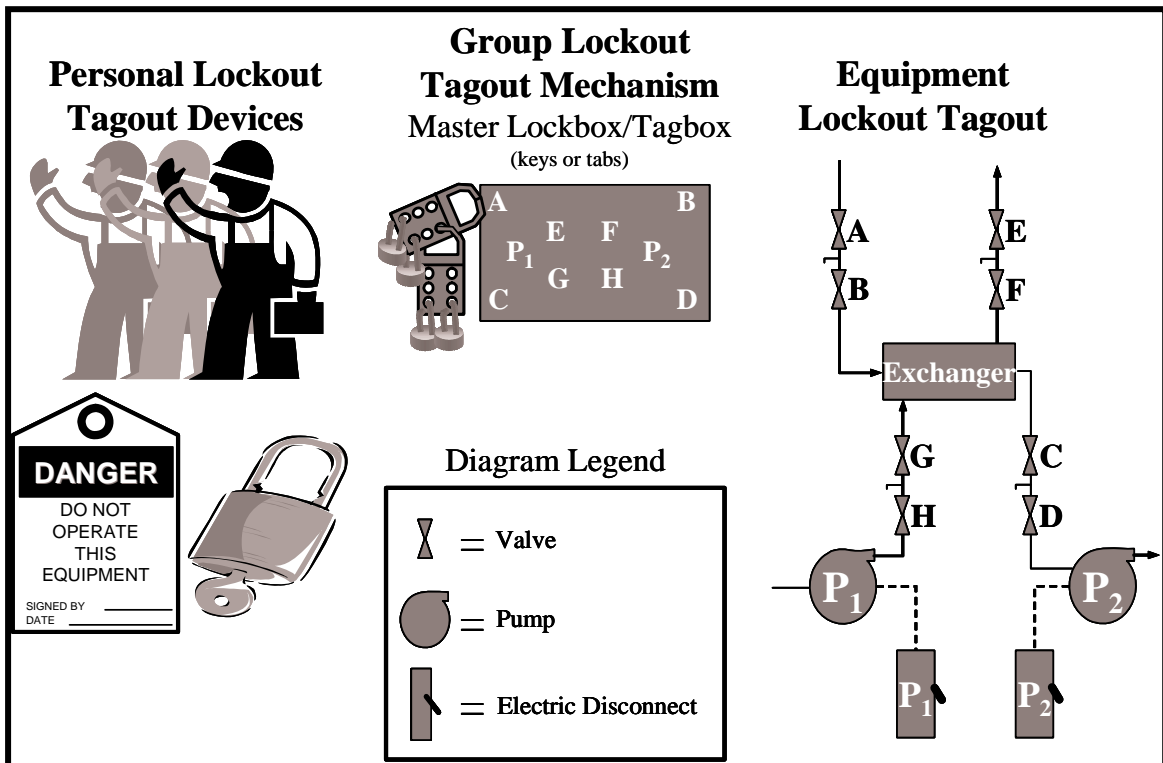 Personal Lockout
Tagout Devices
DANGER
DO NOT
OPERATE
THIS
EQUIPMENT
SIGNED BY
DATE
Group Lockout
Tagout Mechanism
Master Lockbox/Tagbox
(keys or tabs)
A B
E F
P1 P2
G H
C D
Diagram Legend
= Valve
= Pump
= Electric Disconnect
Equipment
Lockout Tagout
A E
B F
Exchanger
G C
H D
P1 P2
P1 P2